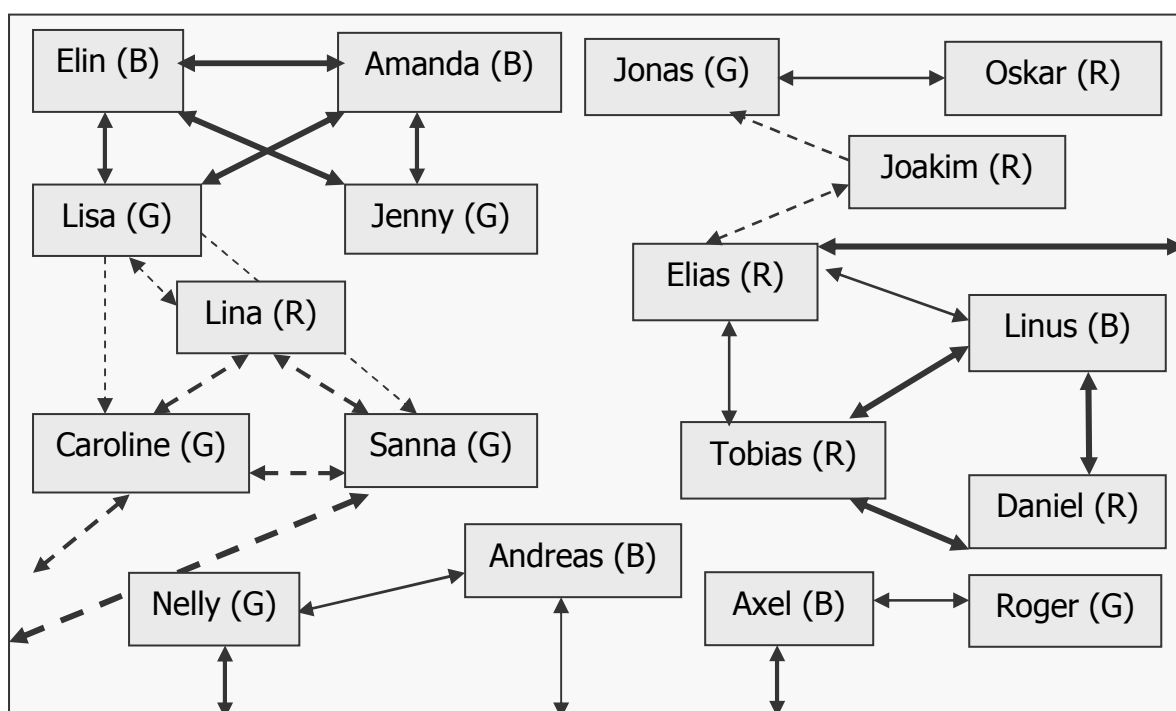 Elin (B)
Amanda (B)
Jonas (G)
Oskar (R)
Joakim (R)
Lisa (G)
Jenny (G)
Elias (R)
Lina (R)
Linus (B)
Caroline (G)
Sanna (G)
Tobias (R)
Daniel (R)
Andreas (B)
Nelly (G)
Axel (B)
Roger (G)